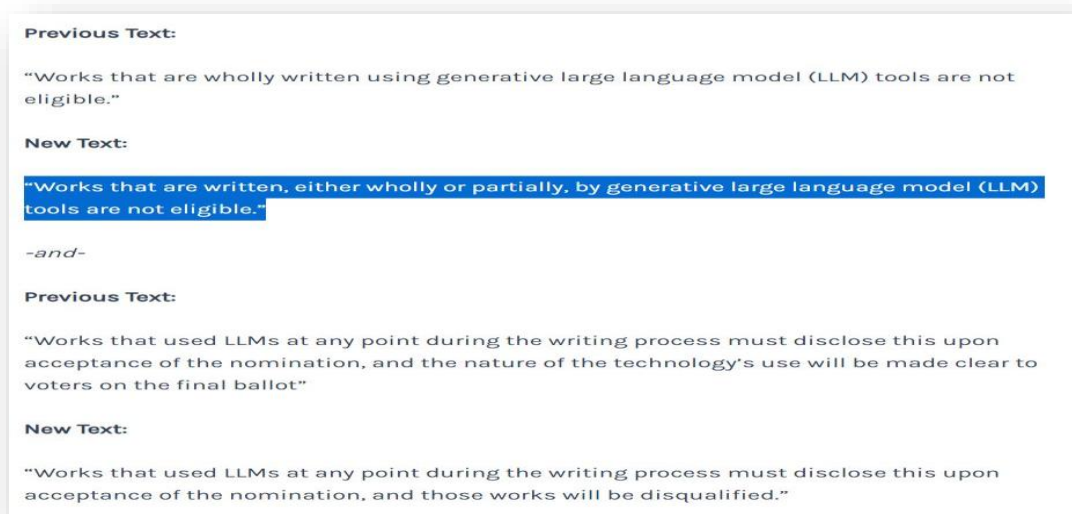 Previous Text:
“Works that are wholly written using generative large language model (LLM) tools are not
eligible.”
New Text:
“Works that are written, either wholly or partially, by generative large language model (LLM)
tools are not eligible.”
-and-
Previous Text:
“Works that used LLMs at any point during the writing process must disclose this upon
acceptance of the nomination, and the nature of the technology’s use will be made clear to
voters on the final ballot”
New Text:
“Works that used LLMs at any point during the writing process must disclose this upon
acceptance of the nomination, and those works will be disqualified.”